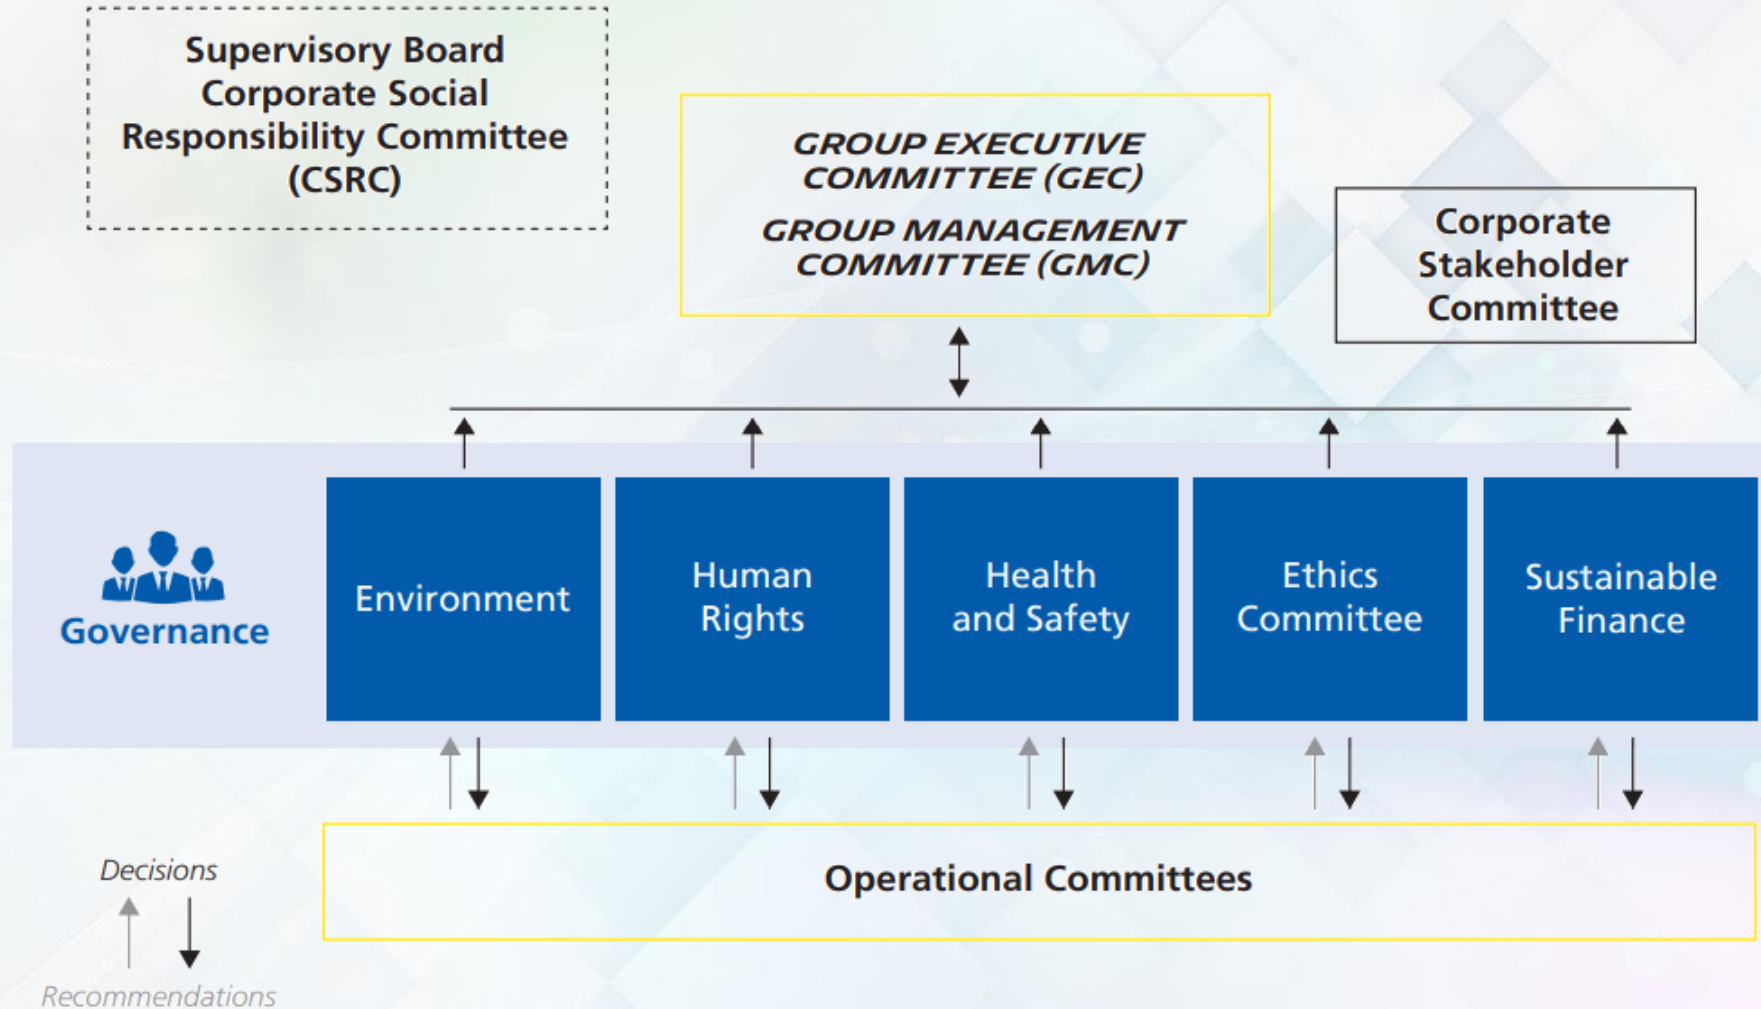 Supervisory Board
Corporate Social
Responsibility Committee
(CSRC)
GROUP EXECUTIVE
COMMITTEE (GEC)
GROUP MANAGEMENT
COMMITTEE (GMC)
Corporate
Stakeholder
Committee
Governance
Environment
Human
Rights
Health
and Safety
Ethics
Committee
Sustainable
Finance
Operational Committees
Decisions
Recommendations